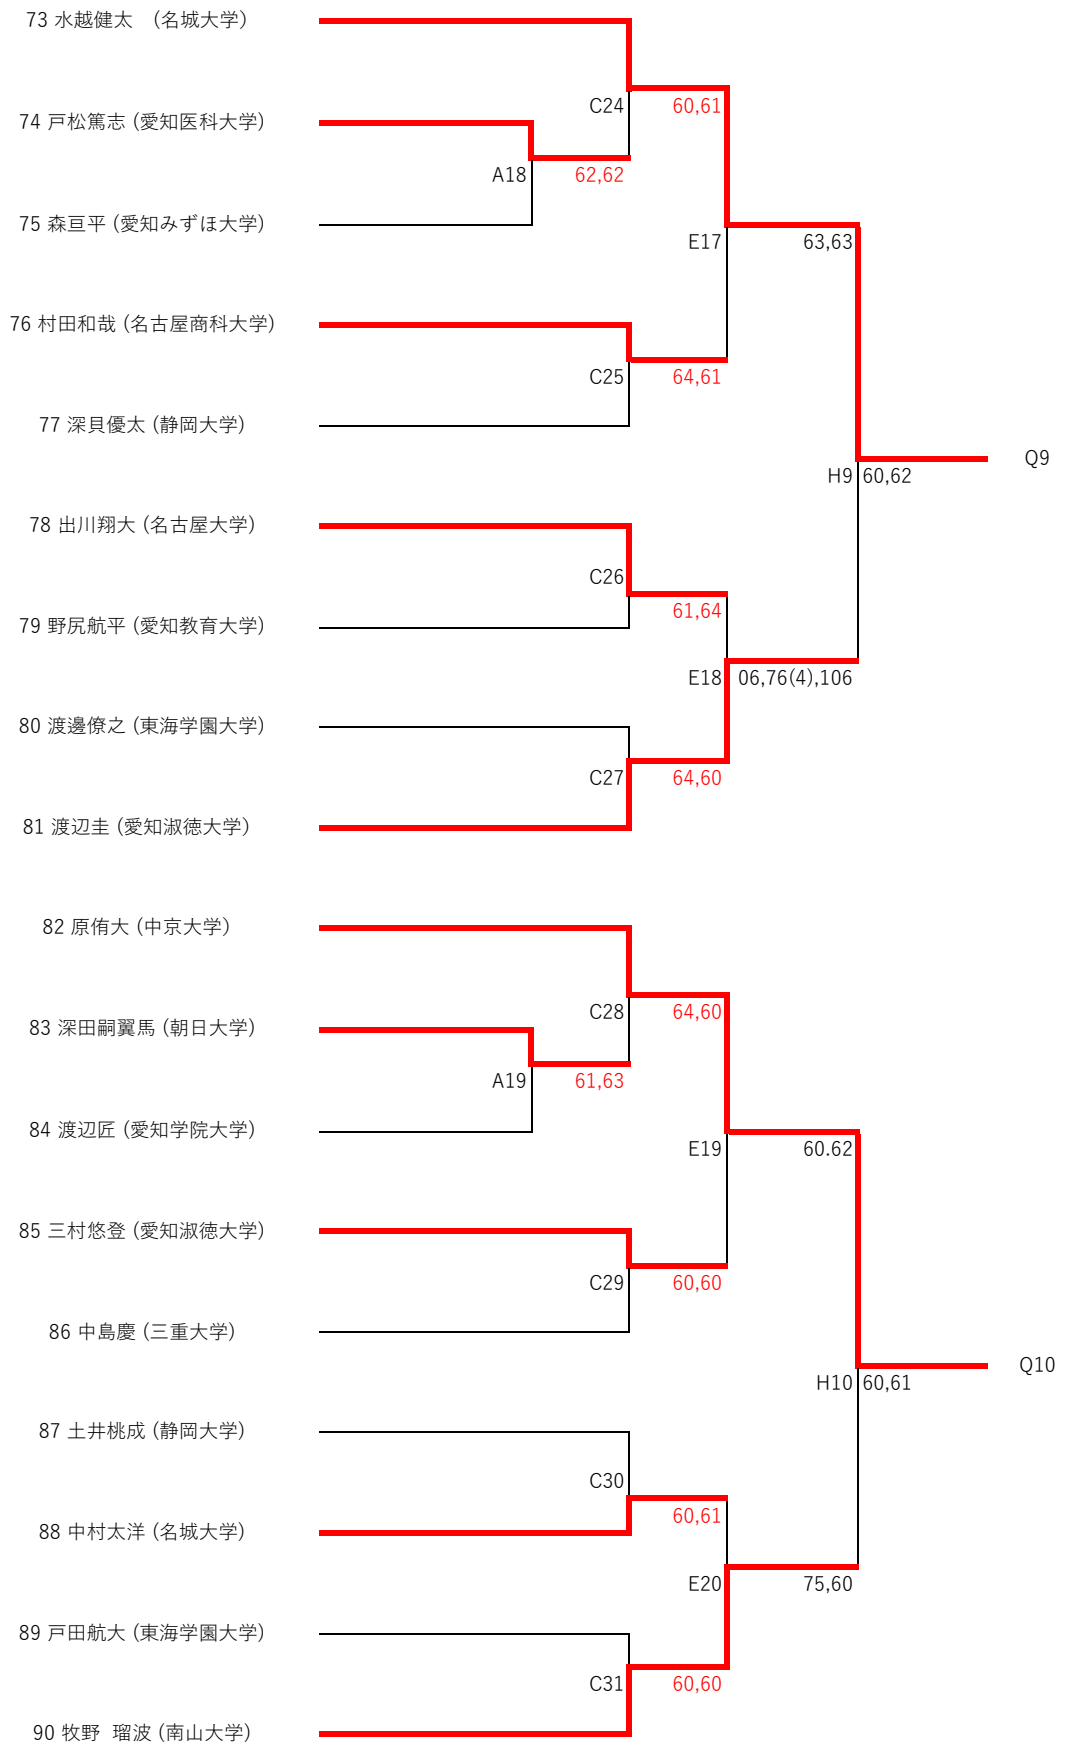 73 水越健太　(名城大学)
C24
60,61
74 戸松篤志 (愛知医科大学)
A18
62,62
75 森亘平 (愛知みずほ大学)
E17
63,63
76 村田和哉 (名古屋商科大学)
C25
64,61
77 深貝優太 (静岡大学)
Q9
H9
60,62
78 出川翔大 (名古屋大学)
C26
61,64
79 野尻航平 (愛知教育大学)
E18
06,76(4),106
80 渡邊僚之 (東海学園大学)
C27
64,60
81 渡辺圭 (愛知淑徳大学)
82 原侑大 (中京大学)
C28
64,60
83 深田嗣翼馬 (朝日大学)
A19
61,63
84 渡辺匠 (愛知学院大学)
E19
60.62
85 三村悠登 (愛知淑徳大学)
C29
60,60
86 中島慶 (三重大学)
Q10
H10
60,61
87 土井桃成 (静岡大学)
C30
60,61
88 中村太洋 (名城大学)
E20
75,60
89 戸田航大 (東海学園大学)
C31
60,60
90 牧野 瑠波 (南山大学)